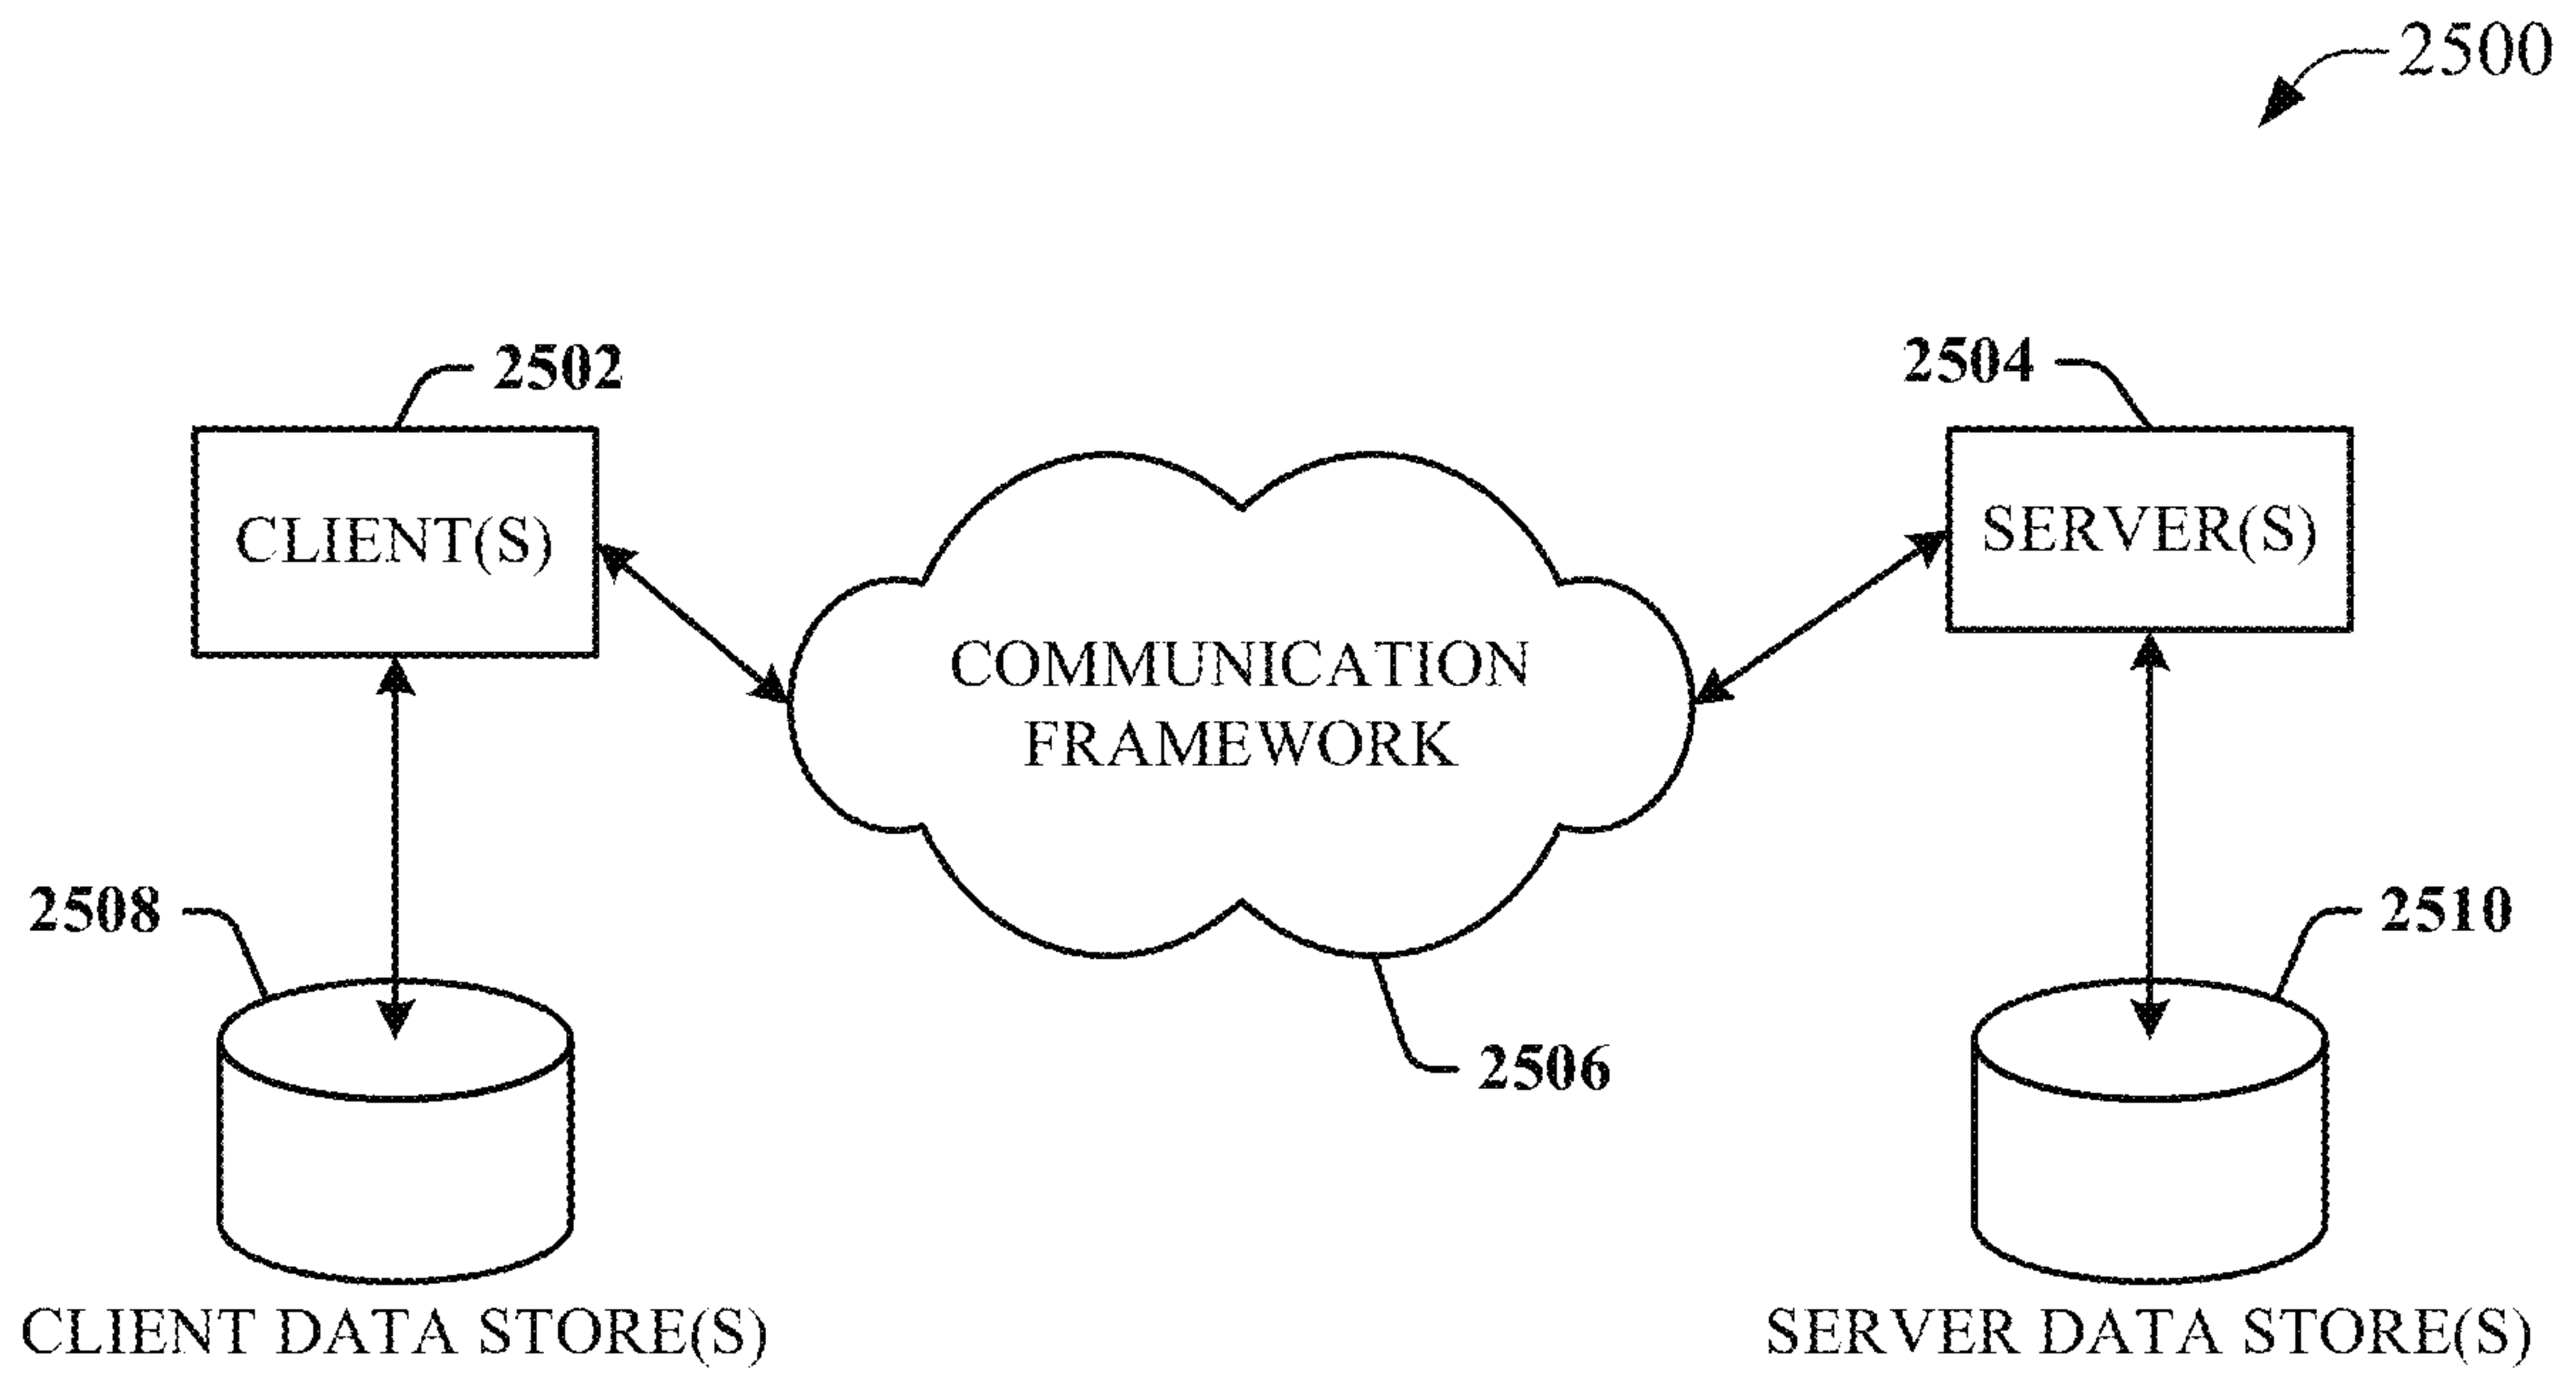 2500
2502
2504
CLIENT(S)
SERVER(S)
COMMUNICATION
FRAMEWORK
2508
2510
2506
CLIENT DATA STORE(S)
SERVER DATA STORE(S)